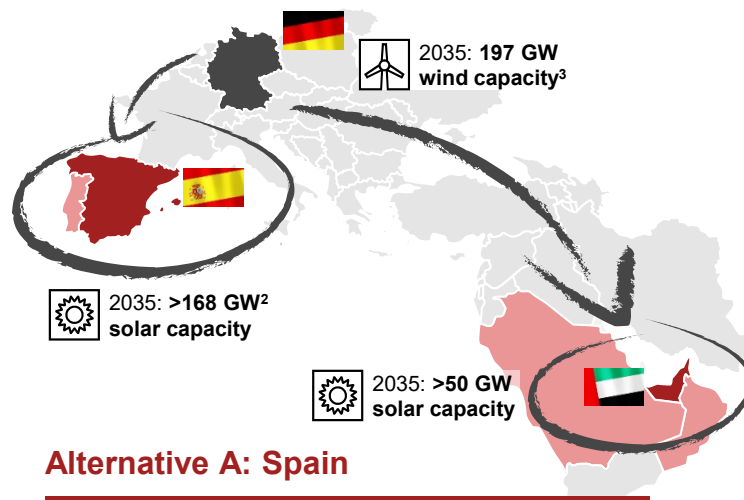 2035: 197 GW
wind capacity³
2035: >168 GW²
solar capacity
2035: >50 GW
solar capacity
Alternative A: Spain